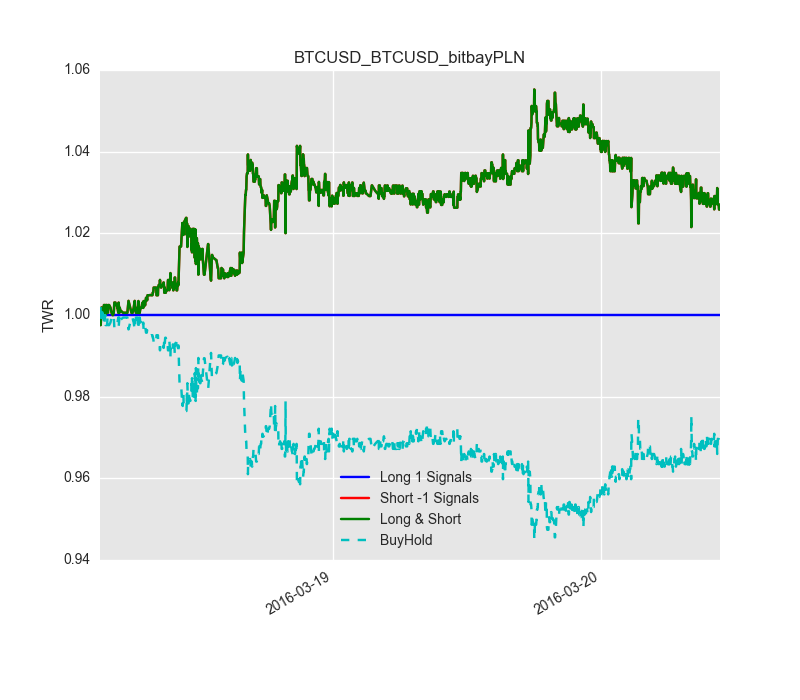 BTCUSD_BTCUSD_bitbayPLN
1.06
1.04
1.02
1.00
0.98
0.96
0.94
TWR
Long 1 Signals
Short -1 Signals
Long & Short
BuyHold
2016-03-19
2016-03-20